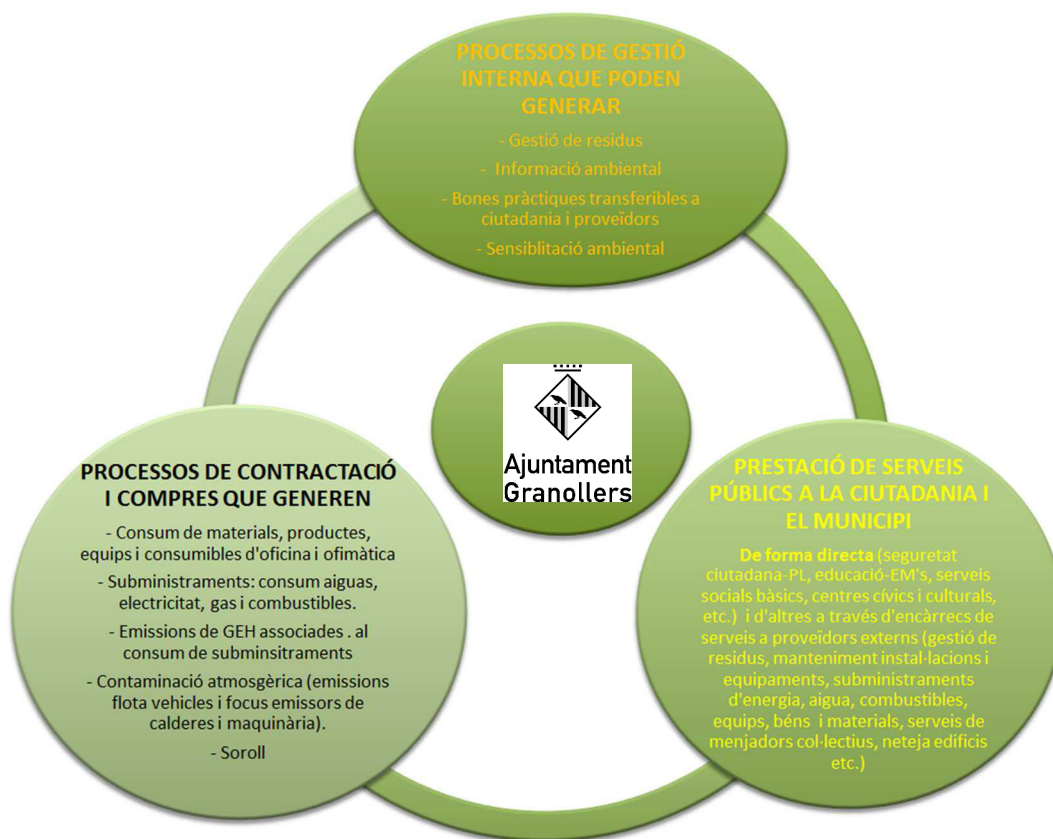 PROCESSOS DE GESTIÓ
INTERNA QUE PODEN
GENERAR
- Gestió de residus
- Informació ambiental
- Bones pràctiques transferibles a
ciutadania i proveïdors
- Sensiblitació ambiental
Ajuntament
Granollers
PROCESSOS DE CONTRACTACIÓ
I COMPRES QUE GENEREN
- Consum de materials, productes,
equips i consumibles d'oficina i ofimàtica
- Subministraments: consum aiguas,
electricitat, gas i combustibles.
- Emissions de GEH associades . al
consum de subminsitraments
- Contaminació atmosgèrica (emissions
flota vehicles i focus emissors de
calderes i maquinària).
- Soroll
PRESTACIÓ DE SERVEIS
PÚBLICS A LA CIUTADANIA I
EL MUNICIPI
De forma directa (seguretat
ciutadana-PL, educació-EM's, serveis
socials bàsics, centres cívics i culturals,
etc.) i d'altres a través d'encàrrecs de
serveis a proveïdors externs (gestió de
residus, manteniment instal·lacions i
equipaments, subministraments
d'energia, aigua, combustibles,
equips, béns i materials, serveis de
menjadors col·lectius, neteja edificis
etc.)